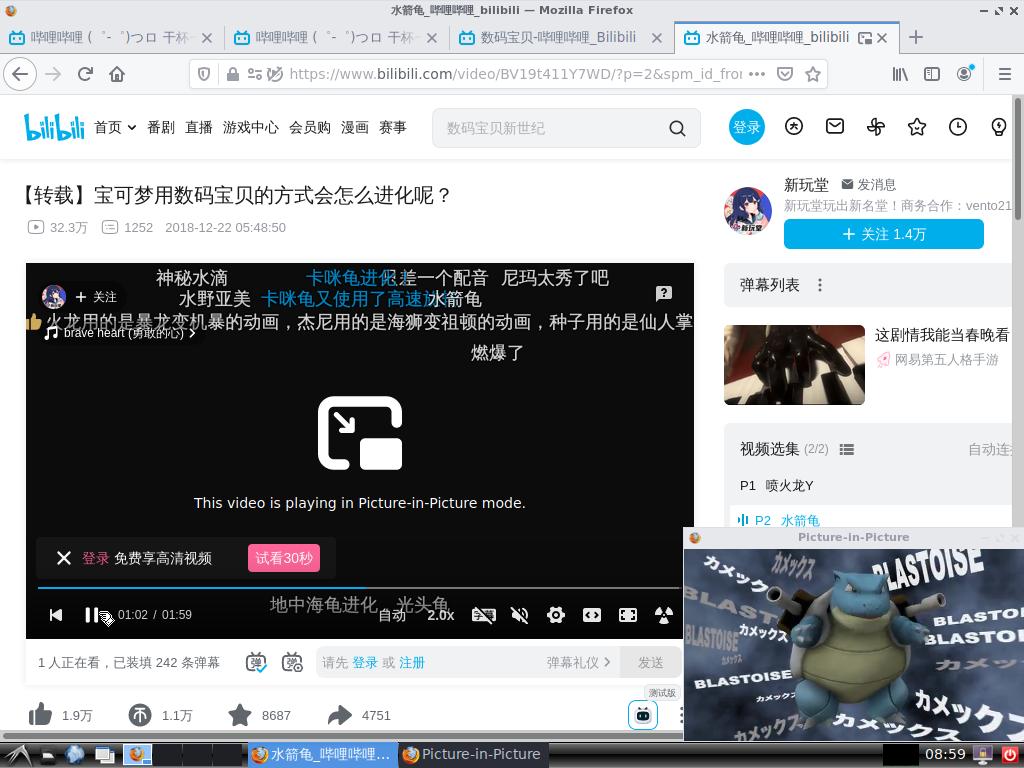 水箭龟_哔哩哔哩_bilibili — Mozilla Firefox
哔哩哔哩 (゜-゜)つロ 干杯
哔哩哔哩 (゜-゜)つロ 干杯
数码宝贝-哔哩哔哩_Bilibili
水箭龟_哔哩哔哩_bilibili
https://www.bilibili.com/video/BV19t411Y7WD/?p=2&spm_id_fro
bilibili
首页
番剧
直播
游戏中心
会员购
漫画
赛事
数码宝贝新世纪
登录
【转载】宝可梦用数码宝贝的方式会怎么进化呢？
32.3万
1252
2018-12-22 05:48:50
新玩堂
发消息
新玩堂玩出新名堂！商务合作：vento21
+ 关注 1.4万
弹幕列表
神秘水滴
卡咪龟进化
差一个配音
尼玛太秀了吧
+ 关注
水野亚美
卡咪龟又使用了高速
水箭龟
火龙用的是暴龙变机暴的动画，杰尼用的是海狮变祖顿的动画，种子用的是仙人掌
brave heart (勇敢的心)
燃爆了
This video is playing in Picture-in-Picture mode.
登录 免费享高清视频
试看30秒
地中海龟进化，光头龟
01:02 / 01:59
自动
2.0x
这剧情我能当春晚看
网易第五人格手游
视频选集 (2/2)
自动连
P1 喷火龙Y
P2 水箭龟
1 人正在看，已装填 242 条弹幕
弹
弹
请先 登录 或 注册
弹幕礼仪
发送
测试版
1.9万
1.1万
8687
4751
Picture-in-Picture
カメックス
BLASTOISE
カメックス
BLASTOISE
カメックス
BLASTOISE
カメックス
BLASTOISE
カメックス
カメックス
水箭龟_哔哩哔哩...
Picture-in-Picture
08:59